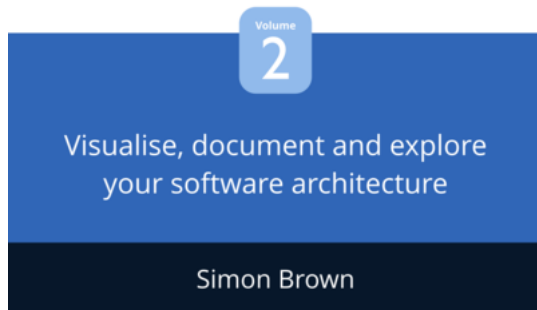 Volume
2
Visualise, document and explore
your software architecture
Simon Brown